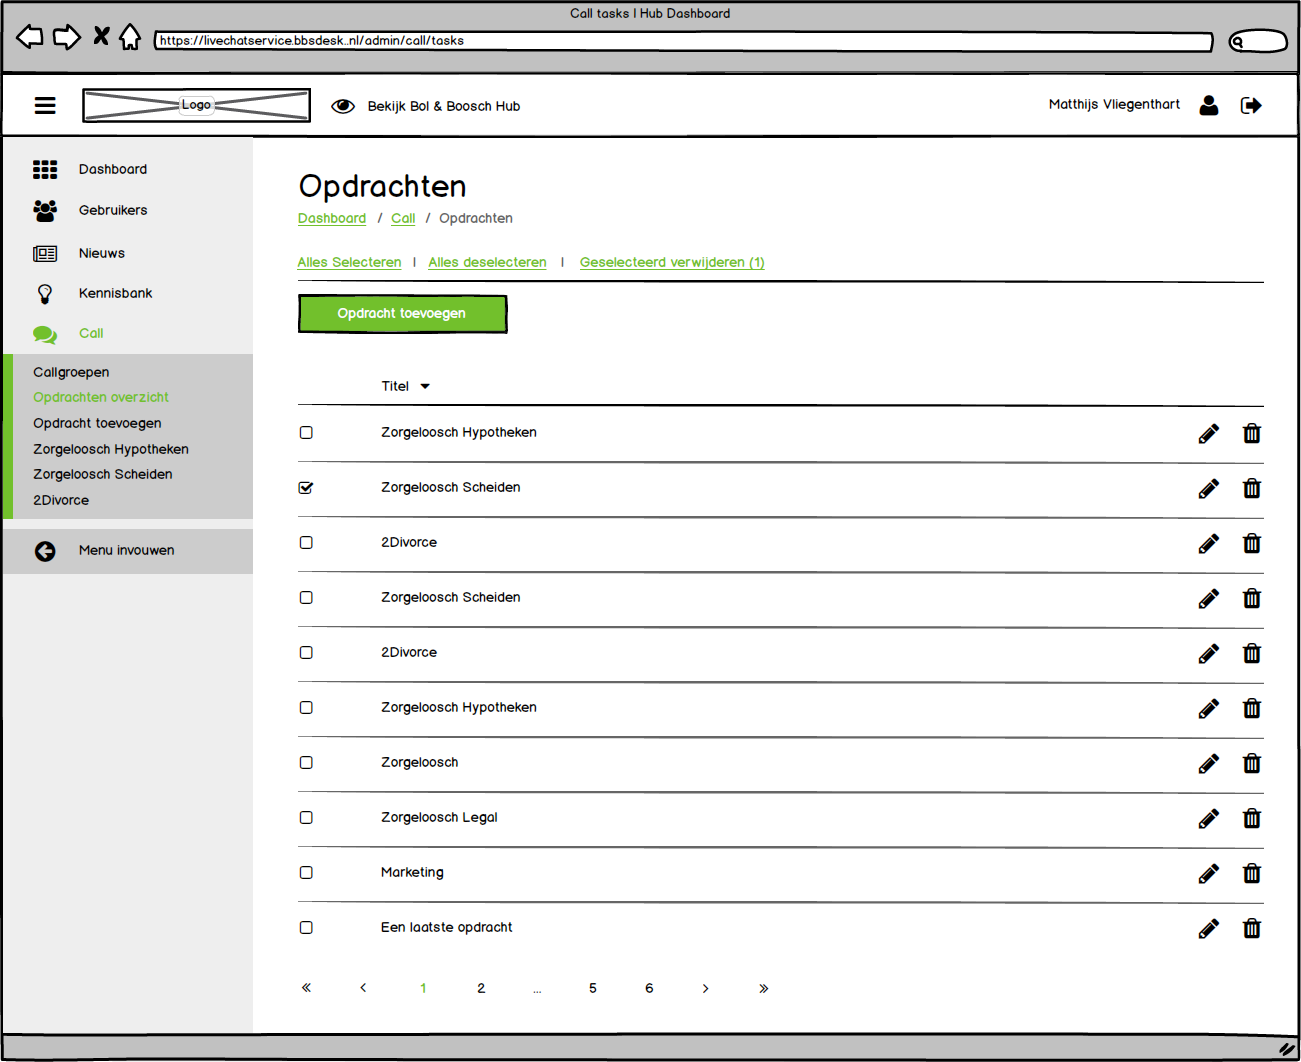 Call tasks | Hub Dashboard
https://livechatservice.bbsdesk..nl/admin/call/tasks
Logo
Bekijk Bol & Boosch Hub
Matthijs Vliegenthart
Dashboard
Gebruikers
Nieuws
Kennisbank
Call
Callgroepen
Opdrachten overzicht
Opdracht toevoegen
Zorgeloosch Hypotheken
Zorgeloosch Scheiden
2Divorce
Menu invouwen
Opdrachten
Dashboard / Call / Opdrachten
Alles Selecteren | Alles deselecteren | Geselecteerd verwijderen (1)
Opdracht toevoegen
Titel
Zorgeloosch Hypotheken
Zorgeloosch Scheiden
2Divorce
Zorgeloosch Scheiden
2Divorce
Zorgeloosch Hypotheken
Zorgeloosch
Zorgeloosch Legal
Marketing
Een laatste opdracht
« ‹ 1 2 ... 5 6 › »